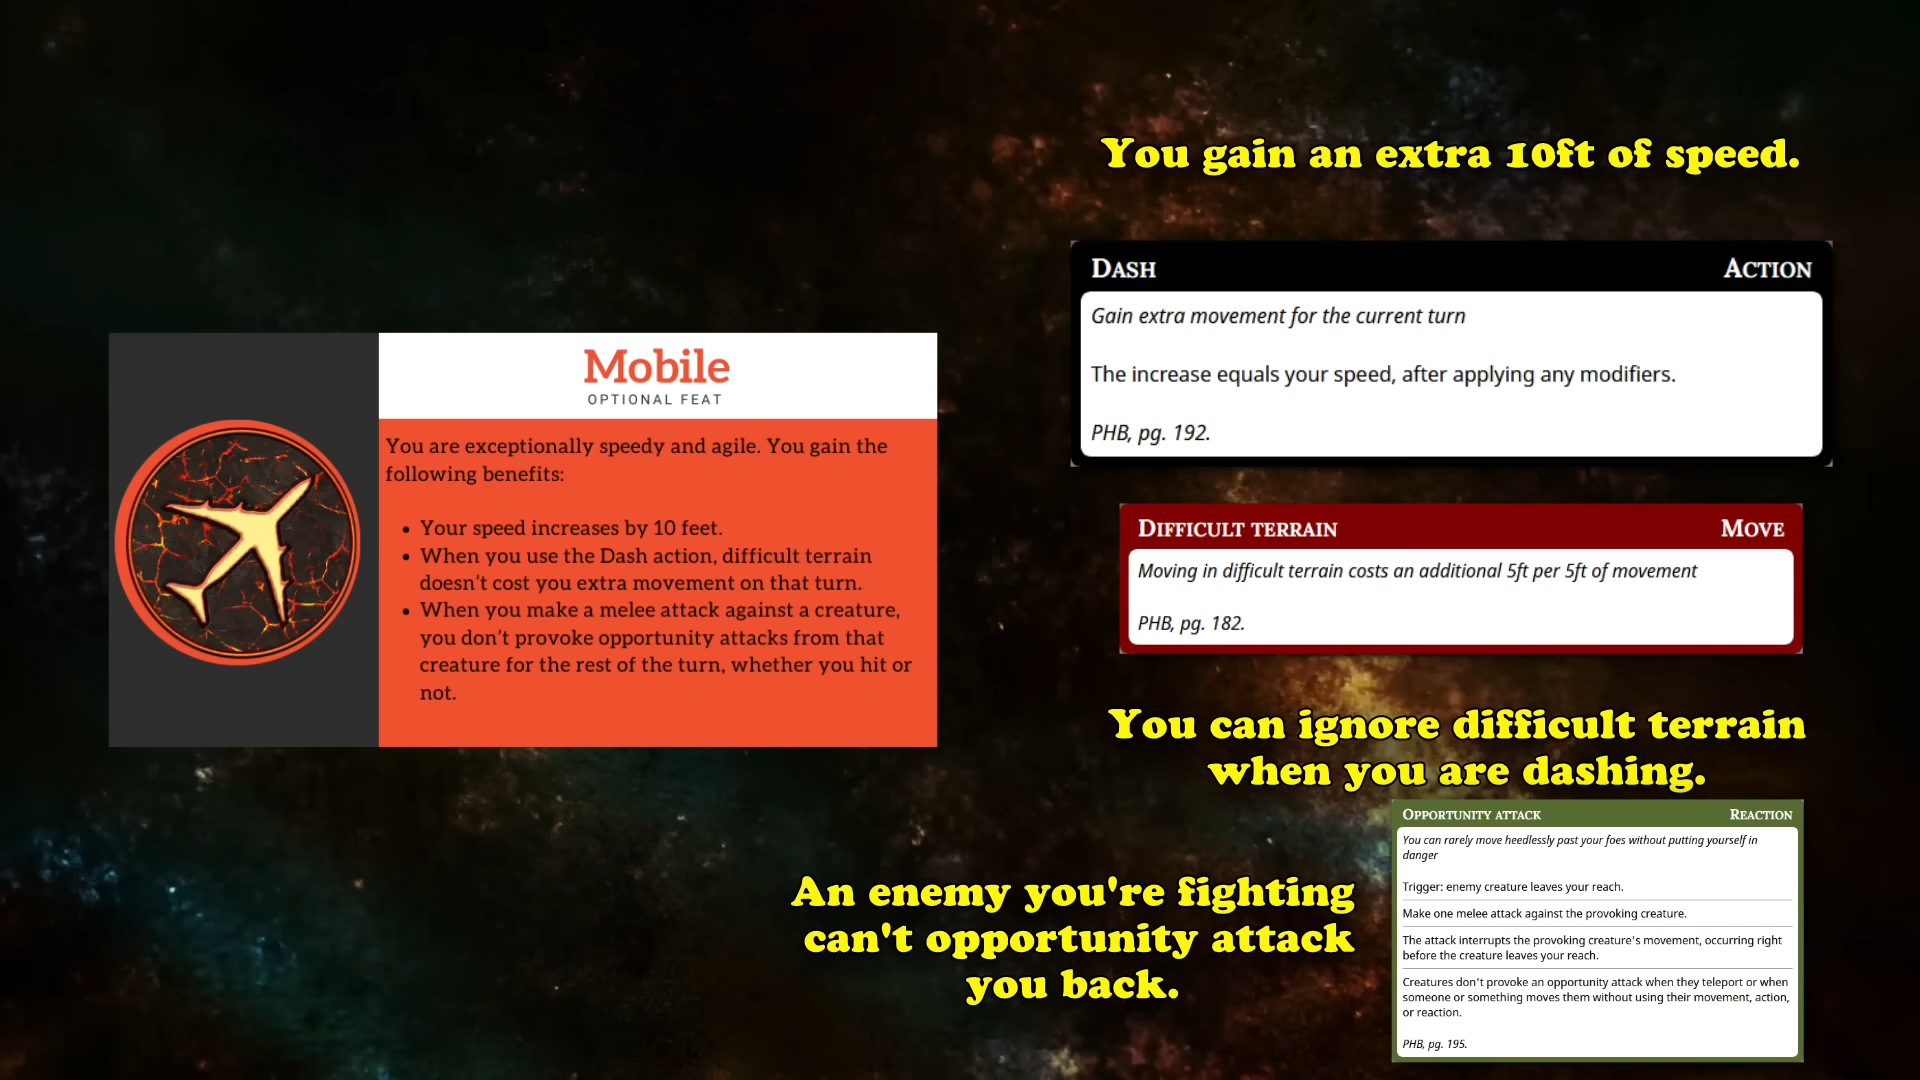 Mobile
OPTIONAL FEAT
You are exceptionally speedy and agile. You gain the
following benefits:
• Your speed increases by 10 feet.
• When you use the Dash action, difficult terrain
doesn't cost you extra movement on that turn.
• When you make a melee attack against a creature,
you don't provoke opportunity attacks from that
creature for the rest of the turn, whether you hit or
not.
You gain an extra 10ft of speed.
DASH ACTION
Gain extra movement for the current turn
The increase equals your speed, after applying any modifiers.
PHB, pg. 192.
DIFFICULT TERRAIN MOVE
Moving in difficult terrain costs an additional 5ft per 5ft of movement
PHB, pg. 182.
You can ignore difficult terrain
when you are dashing.
An enemy you're fighting
can't opportunity attack
you back.
OPPORTUNITY ATTACK REACTION
You can rarely move heedlessly past your foes without putting yourself in
danger
Trigger: enemy creature leaves your reach.
Make one melee attack against the provoking creature.
The attack interrupts the provoking creature's movement, occurring right
before the creature leaves your reach.
Creatures don't provoke an opportunity attack when they teleport or when
someone or something moves them without using their movement, action,
or reaction.
PHB, pg. 195.